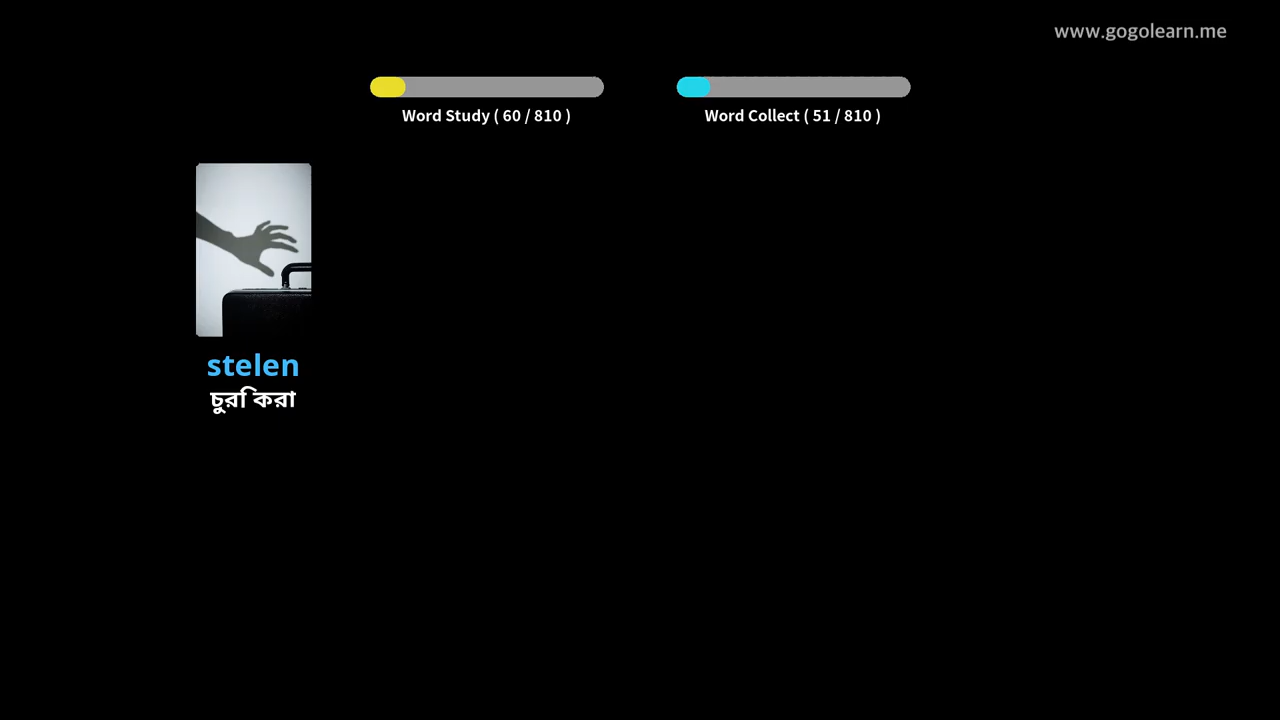 www.gogolearn.me
Word Study ( 60 / 810 )
Word Collect ( 51 / 810 )
stelen
চুরি করা